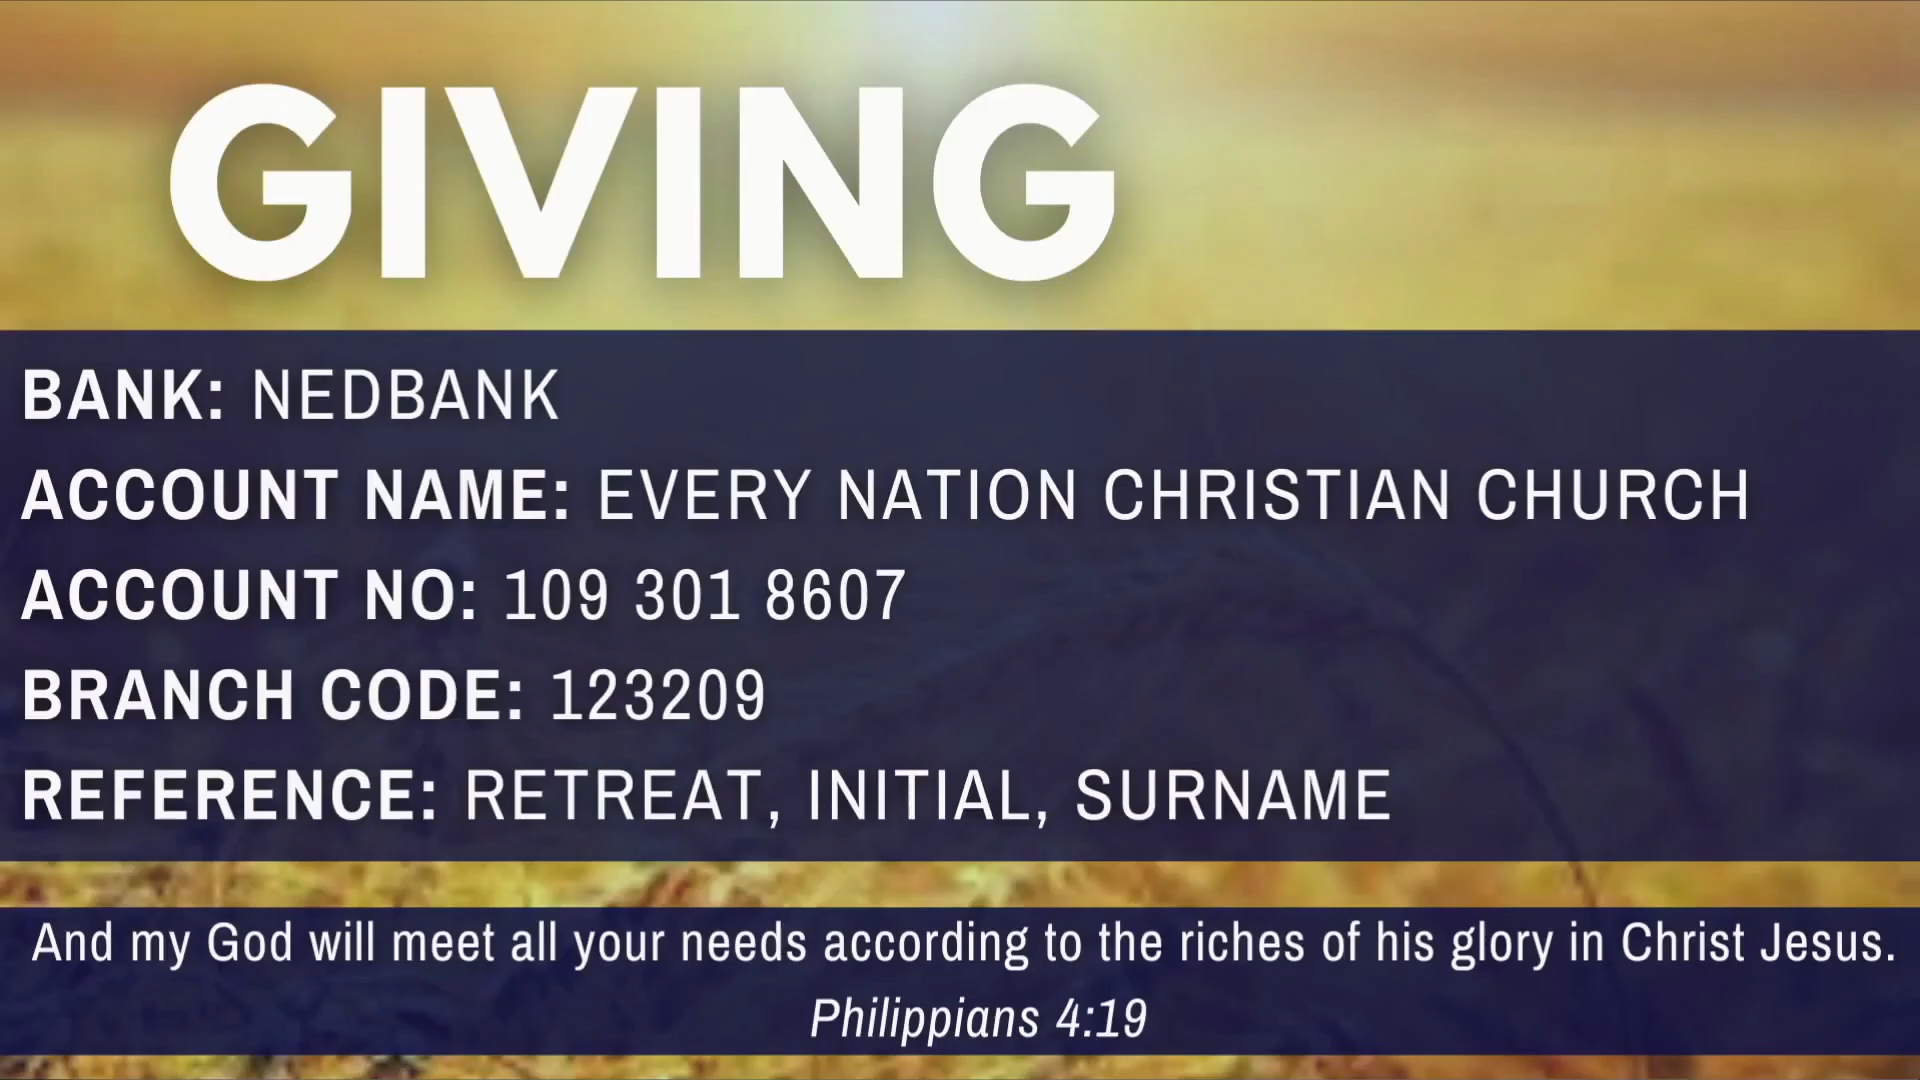 GIVING
BANK: NEDBANK
ACCOUNT NAME: EVERY NATION CHRISTIAN CHURCH
ACCOUNT NO: 109 301 8607
BRANCH CODE: 123209
REFERENCE: RETREAT, INITIAL, SURNAME
And my God will meet all your needs according to the riches of his glory in Christ Jesus.
Philippians 4:19